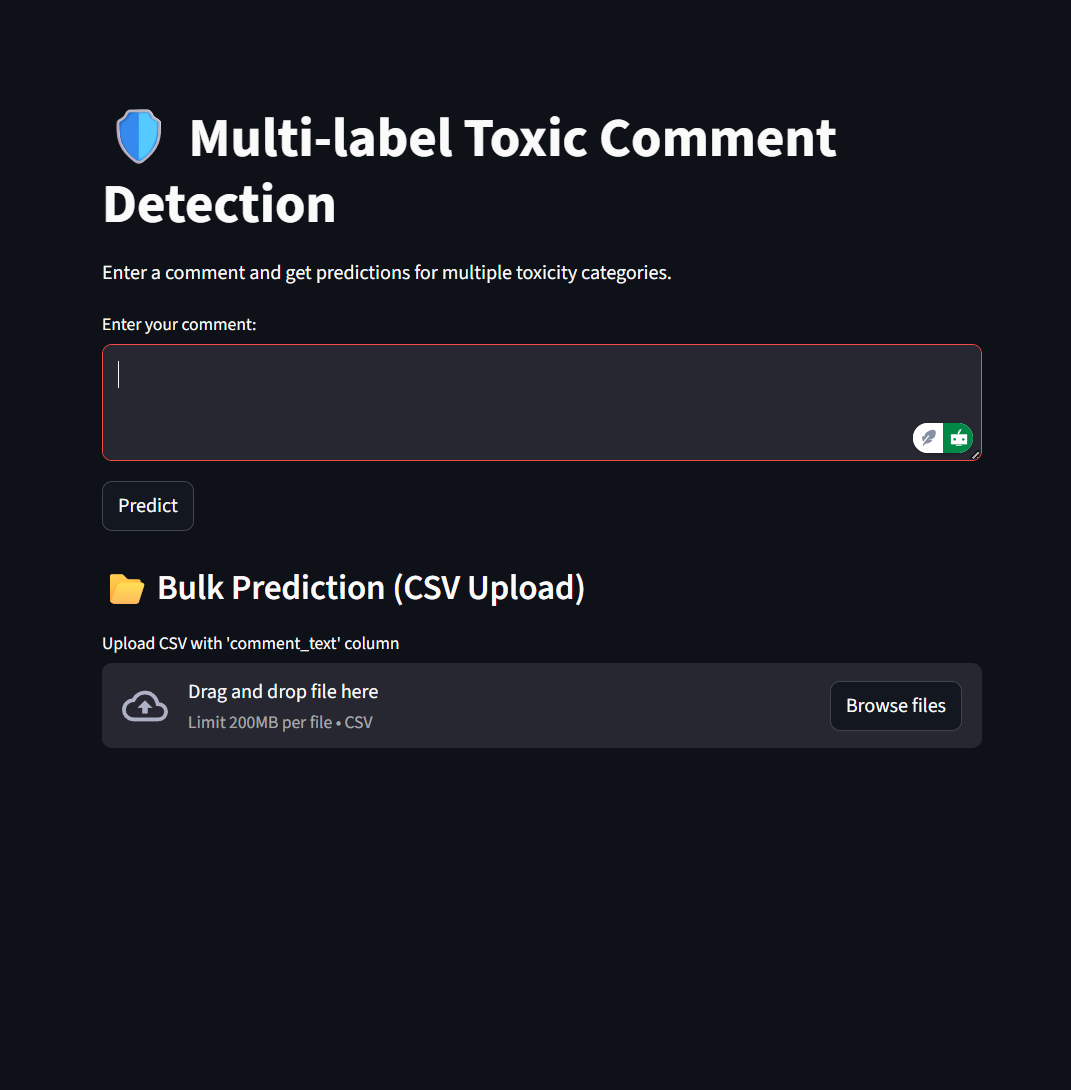 Multi-label Toxic Comment
Detection
Enter a comment and get predictions for multiple toxicity categories.
Enter your comment:
Predict
Bulk Prediction (CSV Upload)
Upload CSV with 'comment_text' column
Drag and drop file here
Limit 200MB per file • CSV
Browse files